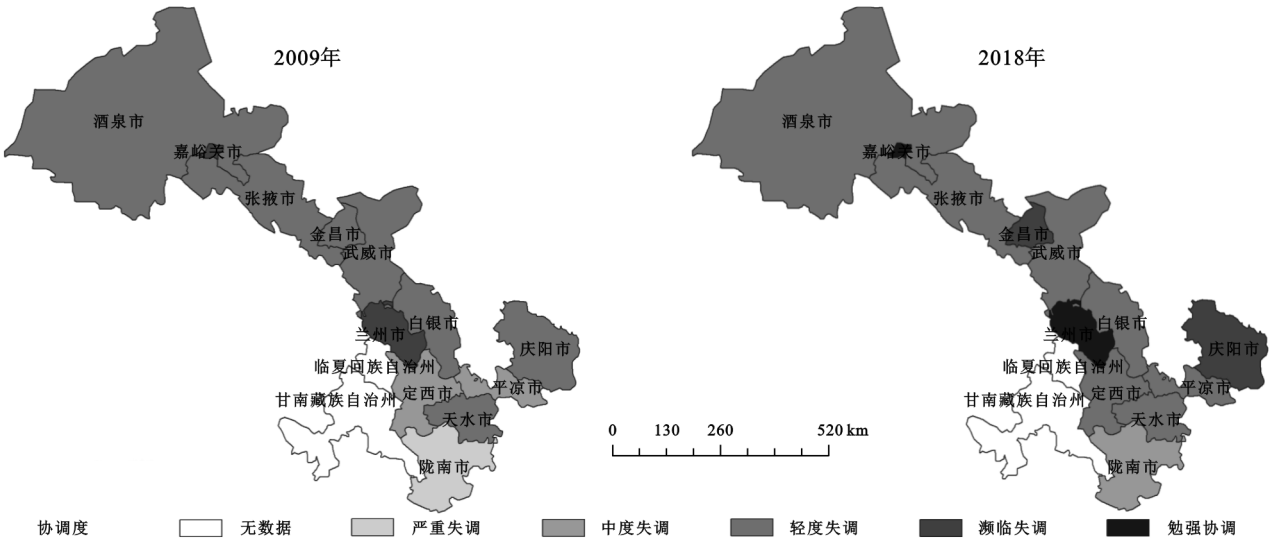 2009年
酒泉市
嘉峪关市
张掖市
金昌市
武威市
兰州市
白银市
庆阳市
临夏回族自治州
定西市
平凉市
甘南藏族自治州
天水市
陇南市
2018年
酒泉市
嘉峪关市
张掖市
金昌市
武威市
兰州市
白银市
庆阳市
临夏回族自治州
定西市
平凉市
甘南藏族自治州
天水市
陇南市
0 130 260 520 km
协调度 无数据 严重失调 中度失调 轻度失调 濒临失调 勉强协调